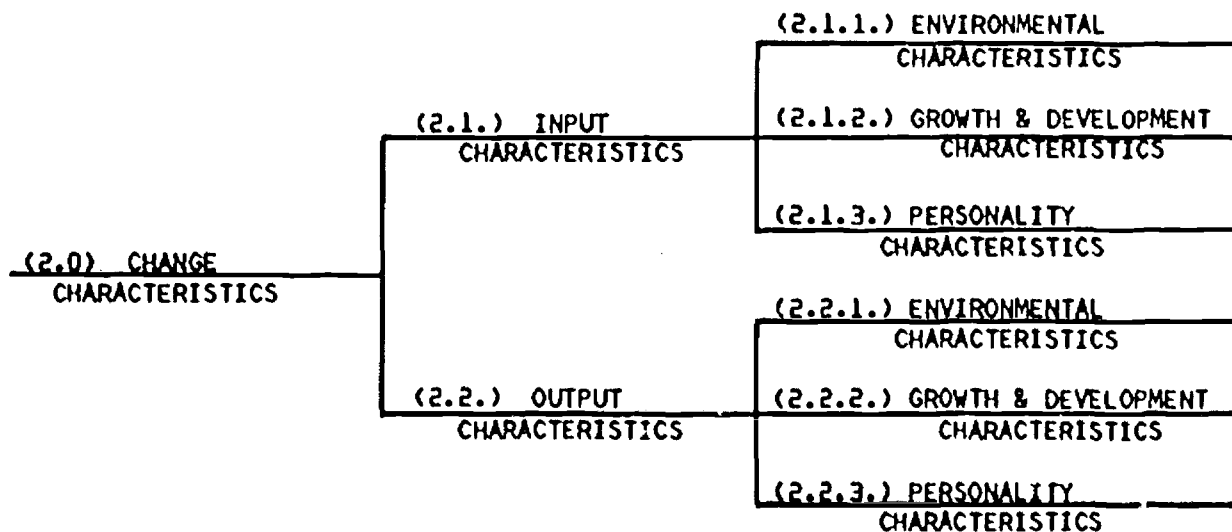 (2.1.1.) ENVIRONMENTAL
CHARACTERISTICS
(2.1.) INPUT
CHARACTERISTICS
(2.1.2.) GROWTH & DEVELOPMENT
CHARACTERISTICS
(2.1.3.) PERSONALITY
CHARACTERISTICS
(2.0) CHANGE
CHARACTERISTICS
(2.2.1.) ENVIRONMENTAL
CHARACTERISTICS
(2.2.) OUTPUT
CHARACTERISTICS
(2.2.2.) GROWTH & DEVELOPMENT
CHARACTERISTICS
(2.2.3.) PERSONALITY
CHARACTERISTICS